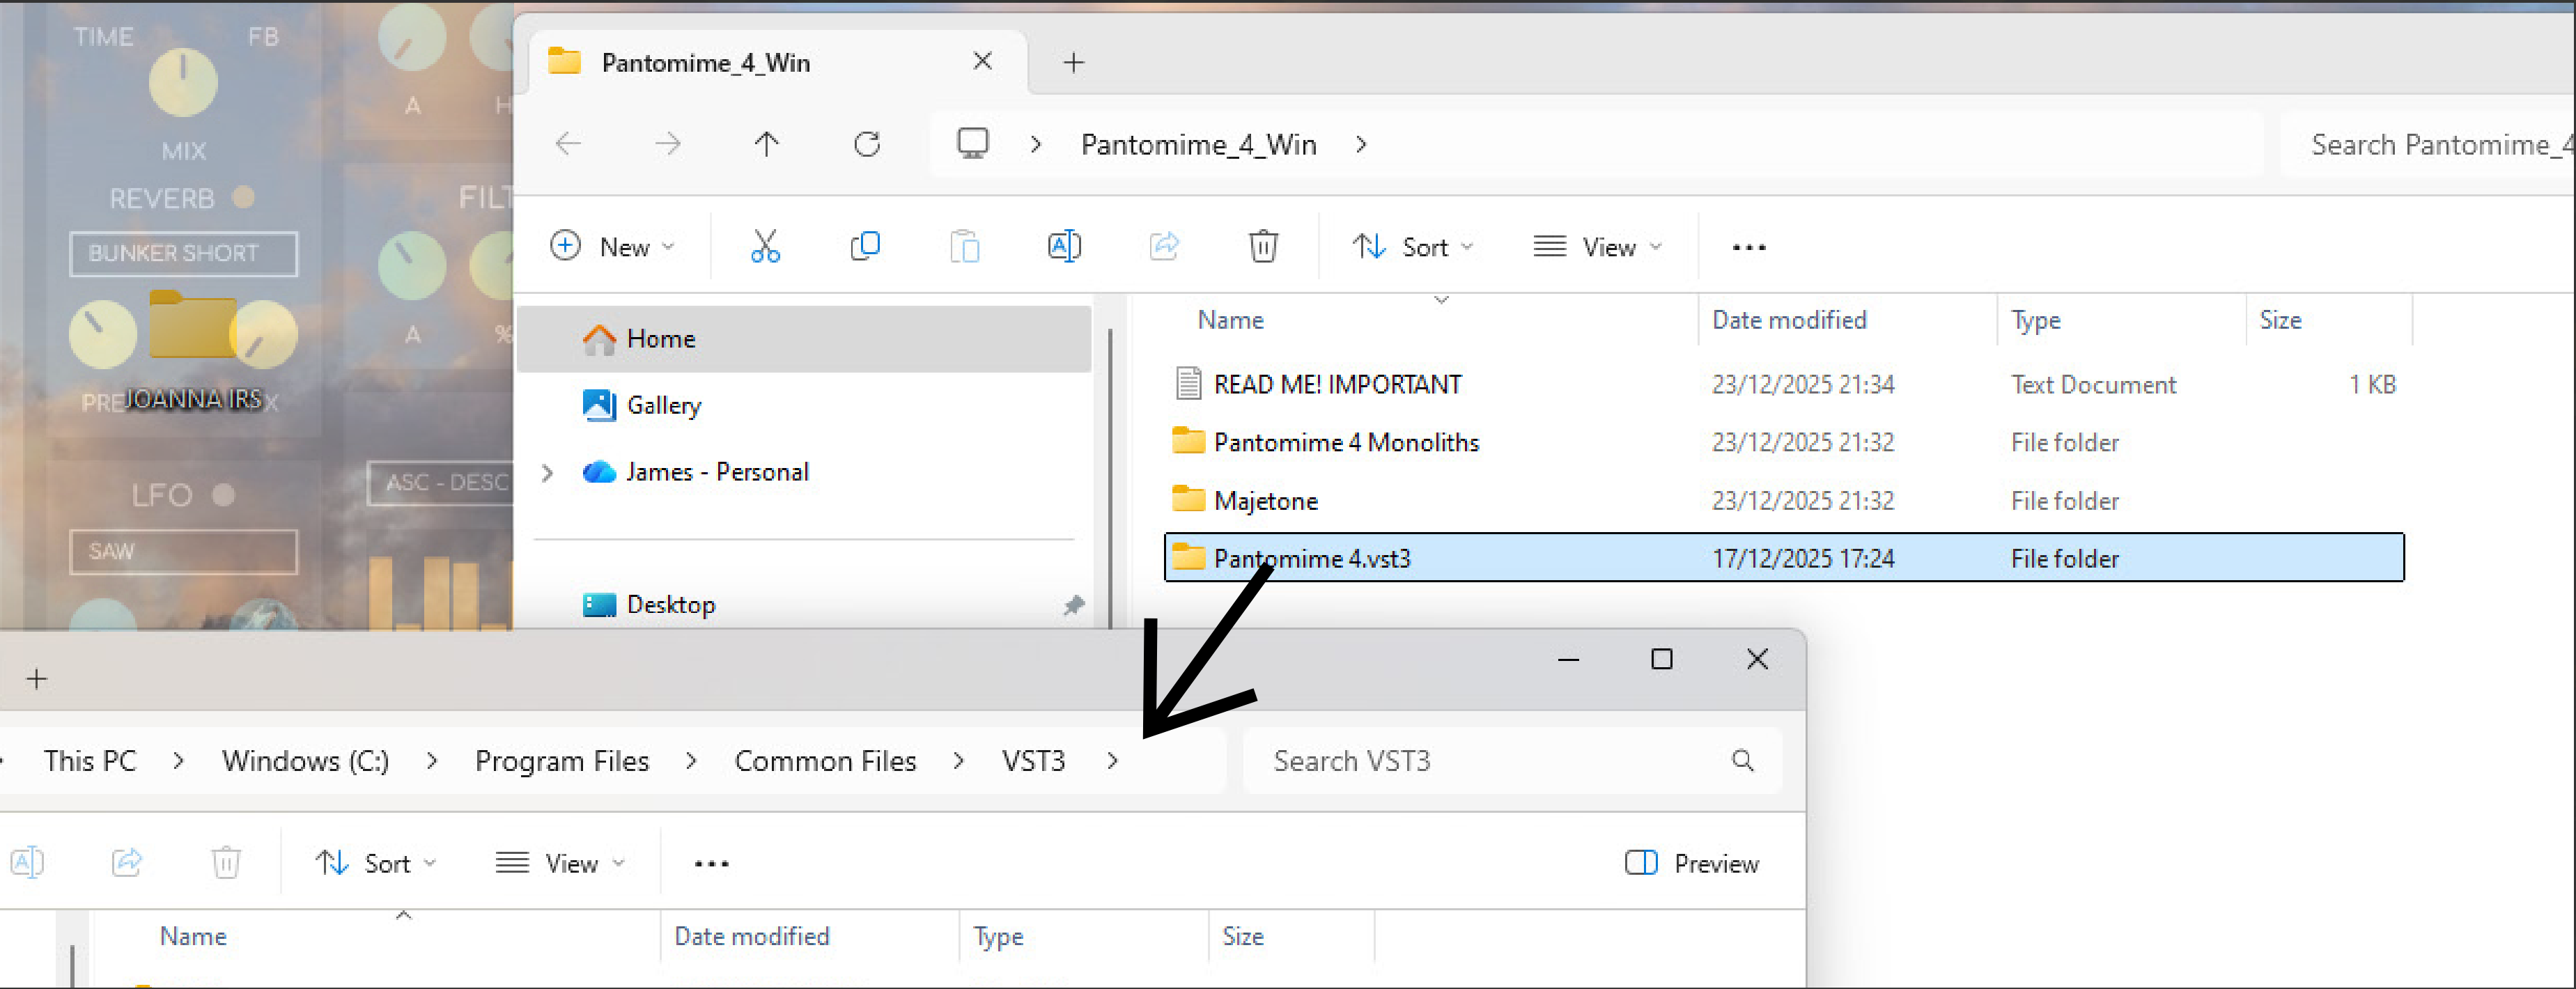 TIME FB
MIX
REVERB
BUNKER SHORT
JOANNA IRS
LFO
SAW
A H
FILT
A %
ASC - DESC
Pantomime_4_Win
Pantomime_4_Win
Search Pantomime_4
New Sort View
Home
Gallery
James - Personal
Desktop
Name Date modified Type Size
READ ME! IMPORTANT 23/12/2025 21:34 Text Document 1 KB
Pantomime 4 Monoliths 23/12/2025 21:32 File folder
Majetone 23/12/2025 21:32 File folder
Pantomime 4.vst3 17/12/2025 17:24 File folder
This PC > Windows (C:) > Program Files > Common Files > VST3 >
Search VST3
Sort View Preview
Name Date modified Type Size